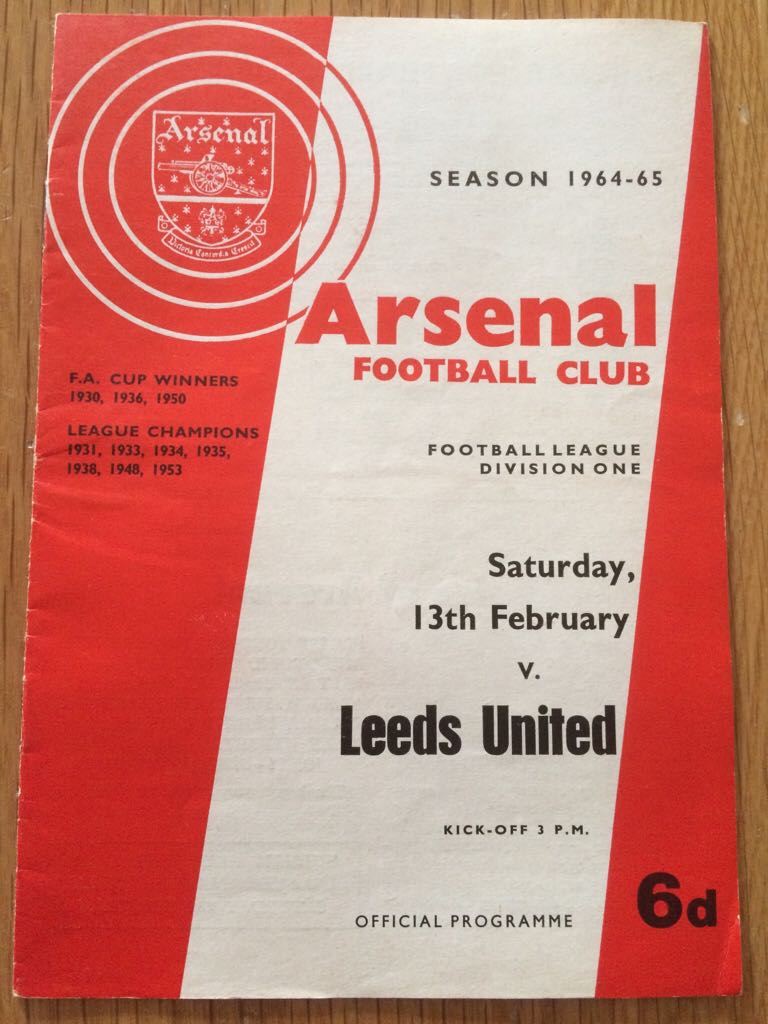 Arsenal
Victoria Concordia Crescit
SEASON 1964-65
Arsenal
FOOTBALL CLUB
F.A. CUP WINNERS
1930, 1936, 1950
LEAGUE CHAMPIONS
1931, 1933, 1934, 1935,
1938, 1948, 1953
FOOTBALL LEAGUE
DIVISION ONE
Saturday,
13th February
v.
Leeds United
KICK-OFF 3 P.M.
OFFICIAL PROGRAMME
6d